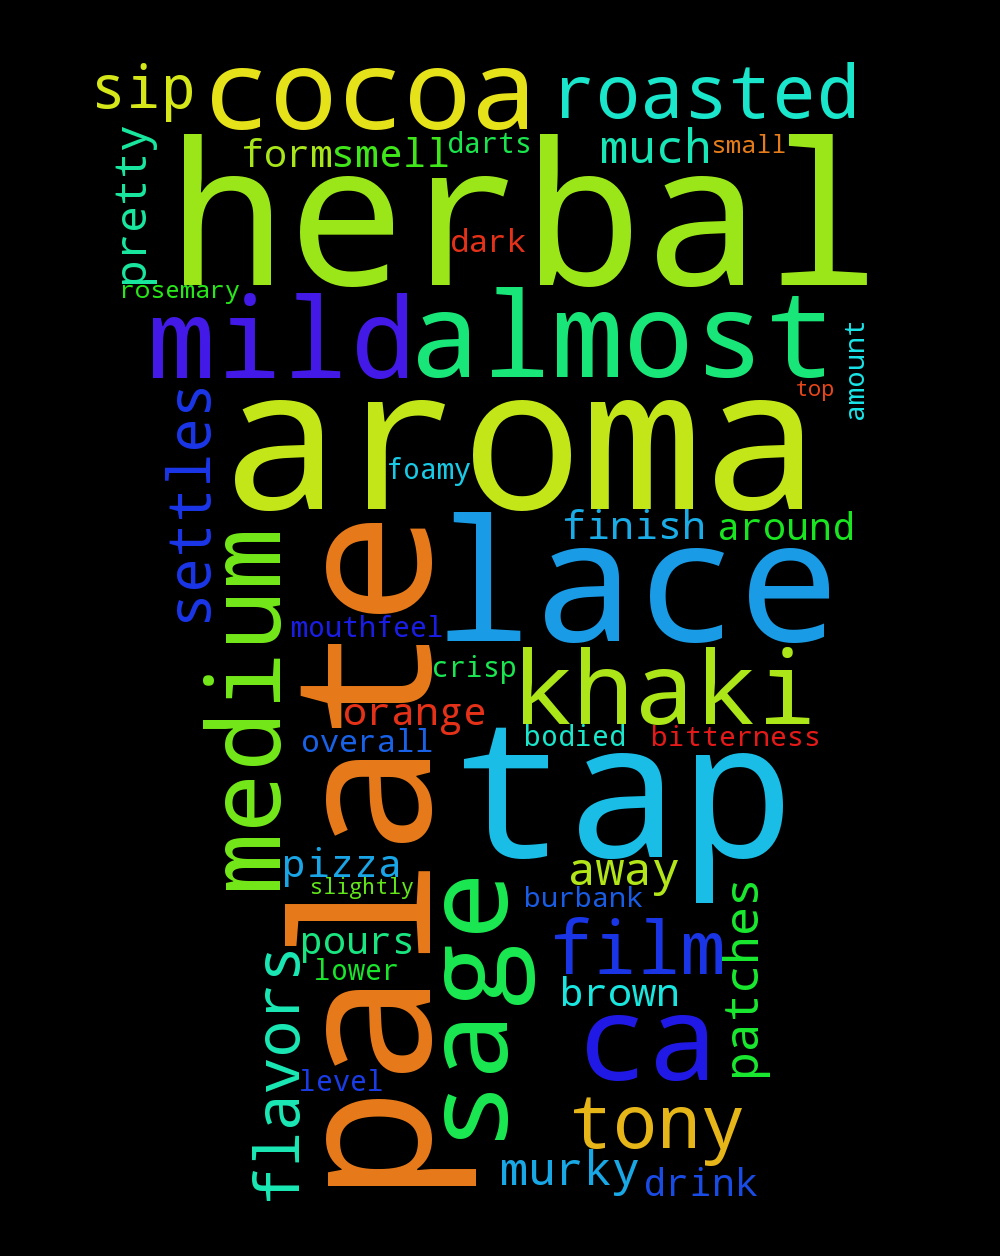 sip cocoa roasted
pretty form smell darts much small
herbal
dark
rosemary
mild almost
amount
top
settles aroma
foamy
medium palate lace finish around
mouthfeel
crisp khaki
orange
overall bodied bitterness
tap
pizza away
slightly sage burbank
flavors pours film patches
lower brown
ca
level
tony
murky drink